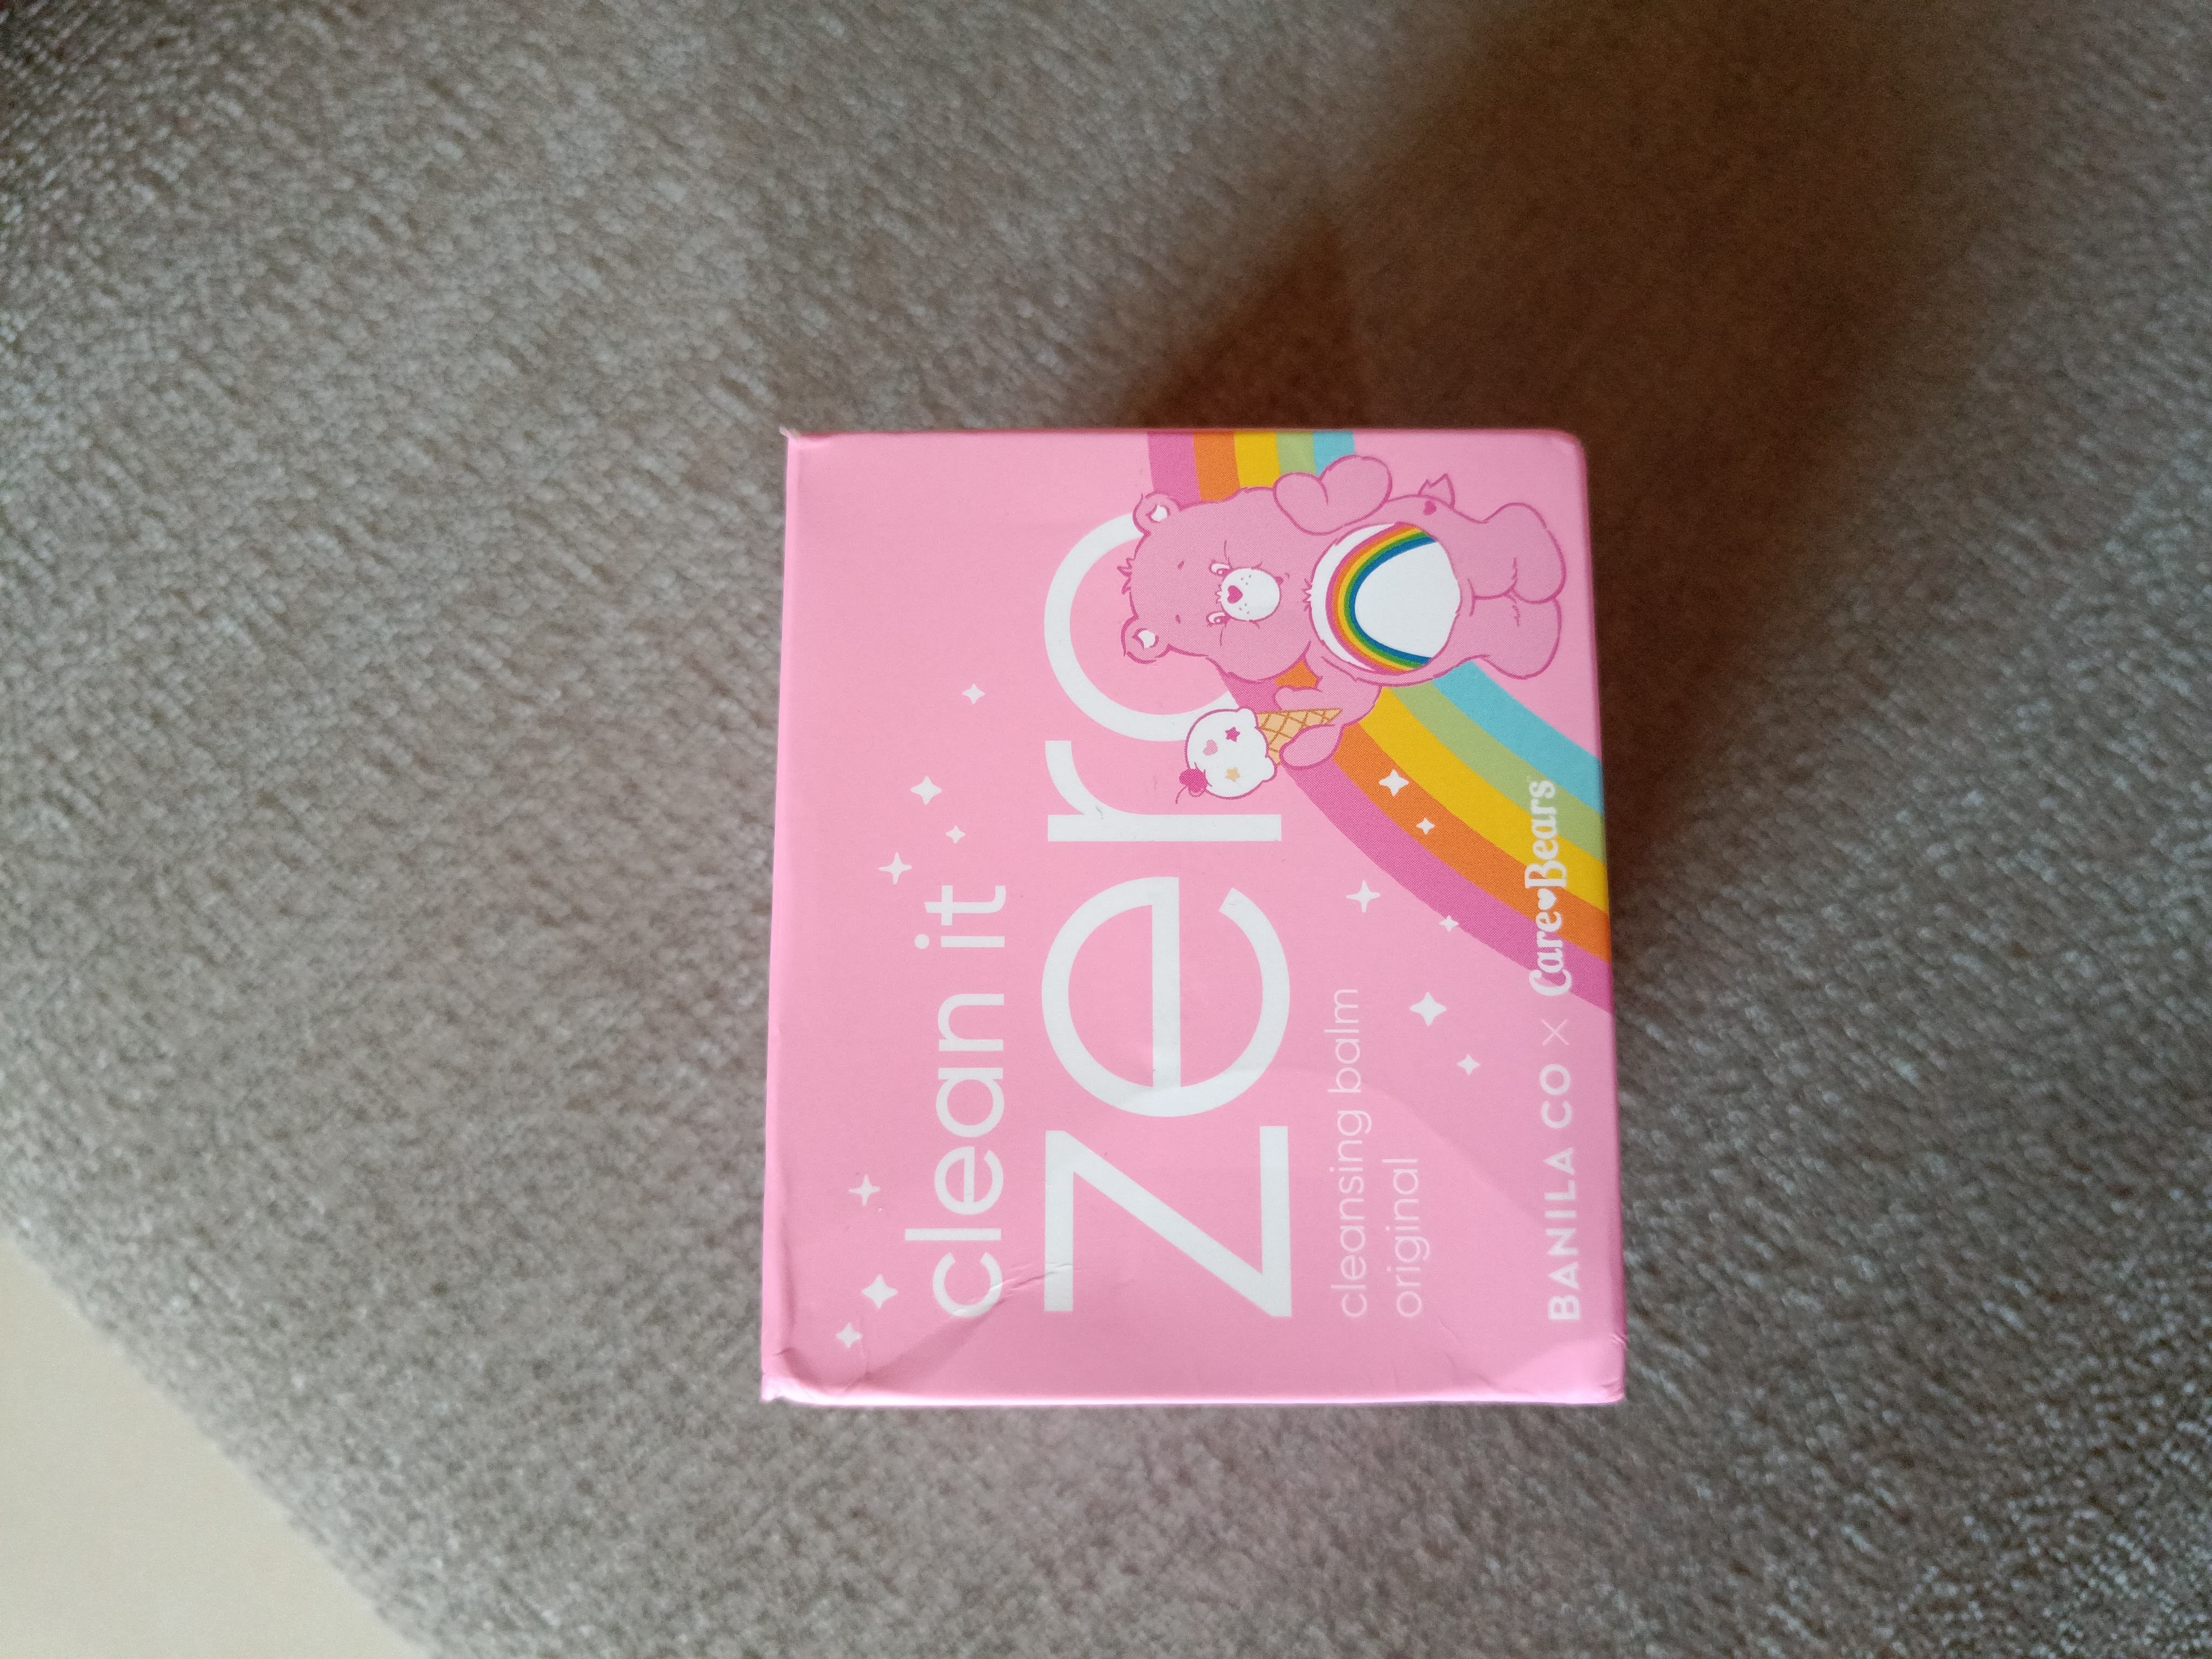 clean it
zero
cleansing balm
original
BANILA CO × Care♥Bears